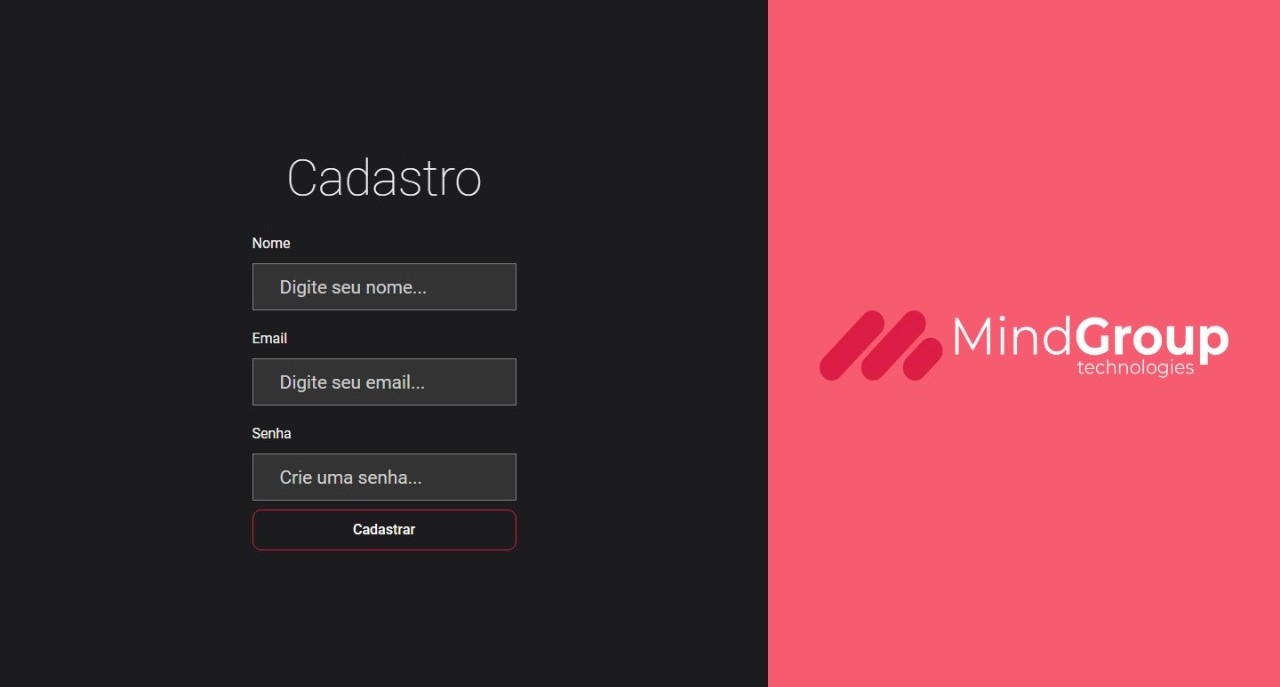 Cadastro
Nome
Digite seu nome...
Email
Digite seu email...
Senha
Crie uma senha...
Cadastrar
MindGroup
technologies